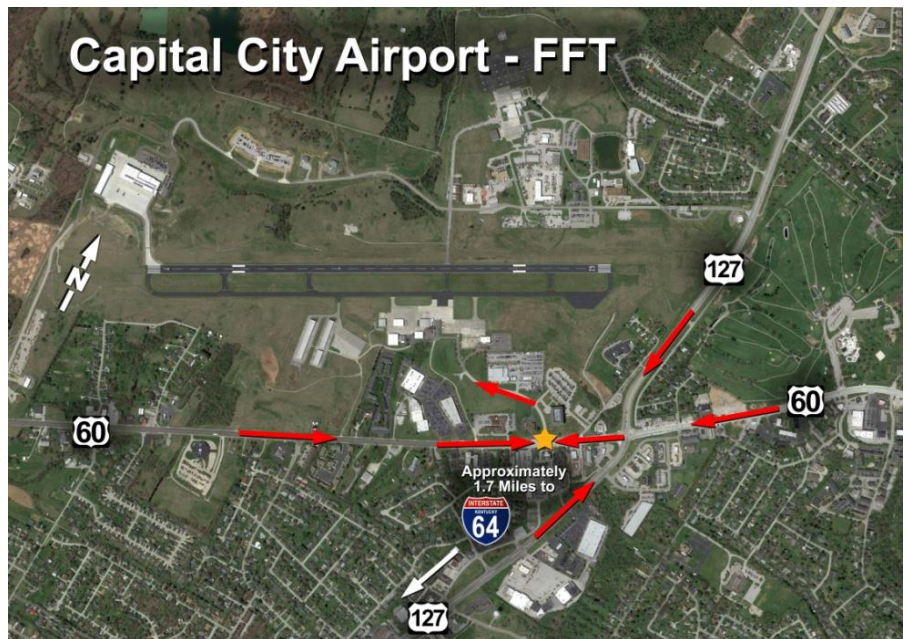 Capital City Airport - FFT
N
127
60
60
Approximately
1.7 Miles to
INTERSTATE
KENTUCKY
64
127